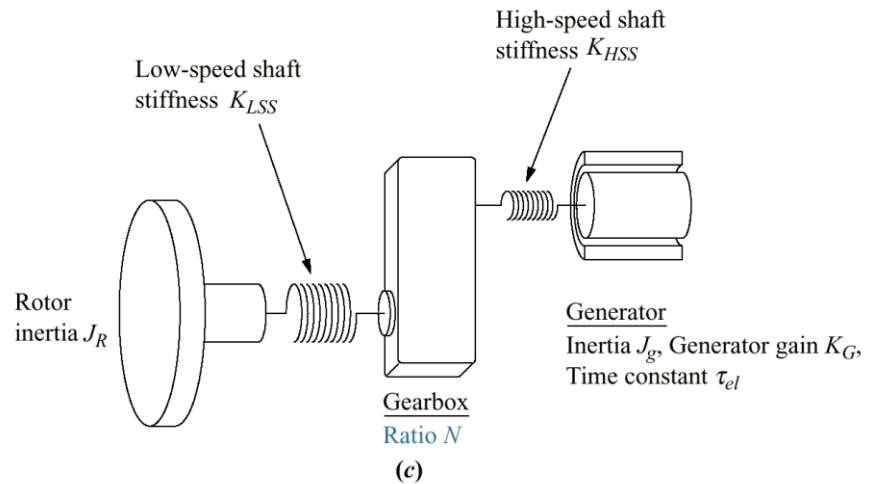 High-speed shaft
stiffness K_HSS
Low-speed shaft
stiffness K_LSS
Rotor
inertia J_R
Generator
Inertia J_g, Generator gain K_G,
Time constant τ_el
Gearbox
Ratio N
(c)